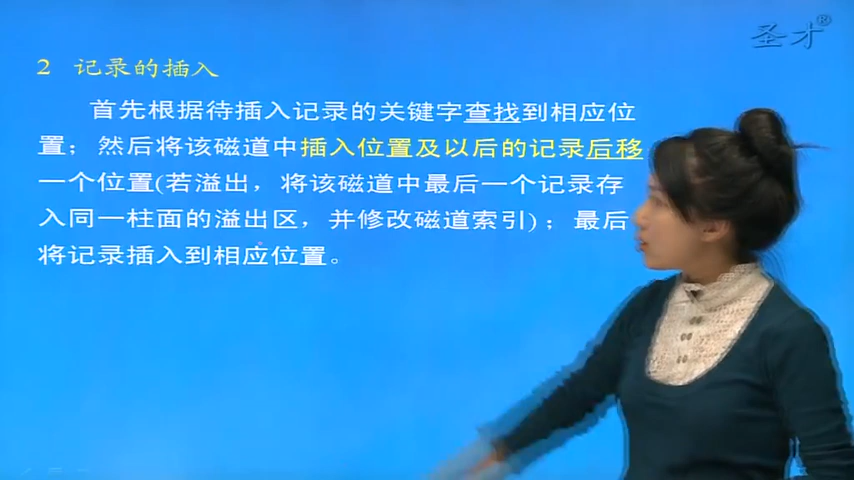 圣才®
2 记录的插入
首先根据待插入记录的关键字查找到相应位
置；然后将该磁道中插入位置及以后的记录后移
一个位置(若溢出，将该磁道中最后一个记录存
入同一柱面的溢出区，并修改磁道索引)；最后
将记录插入到相应位置。